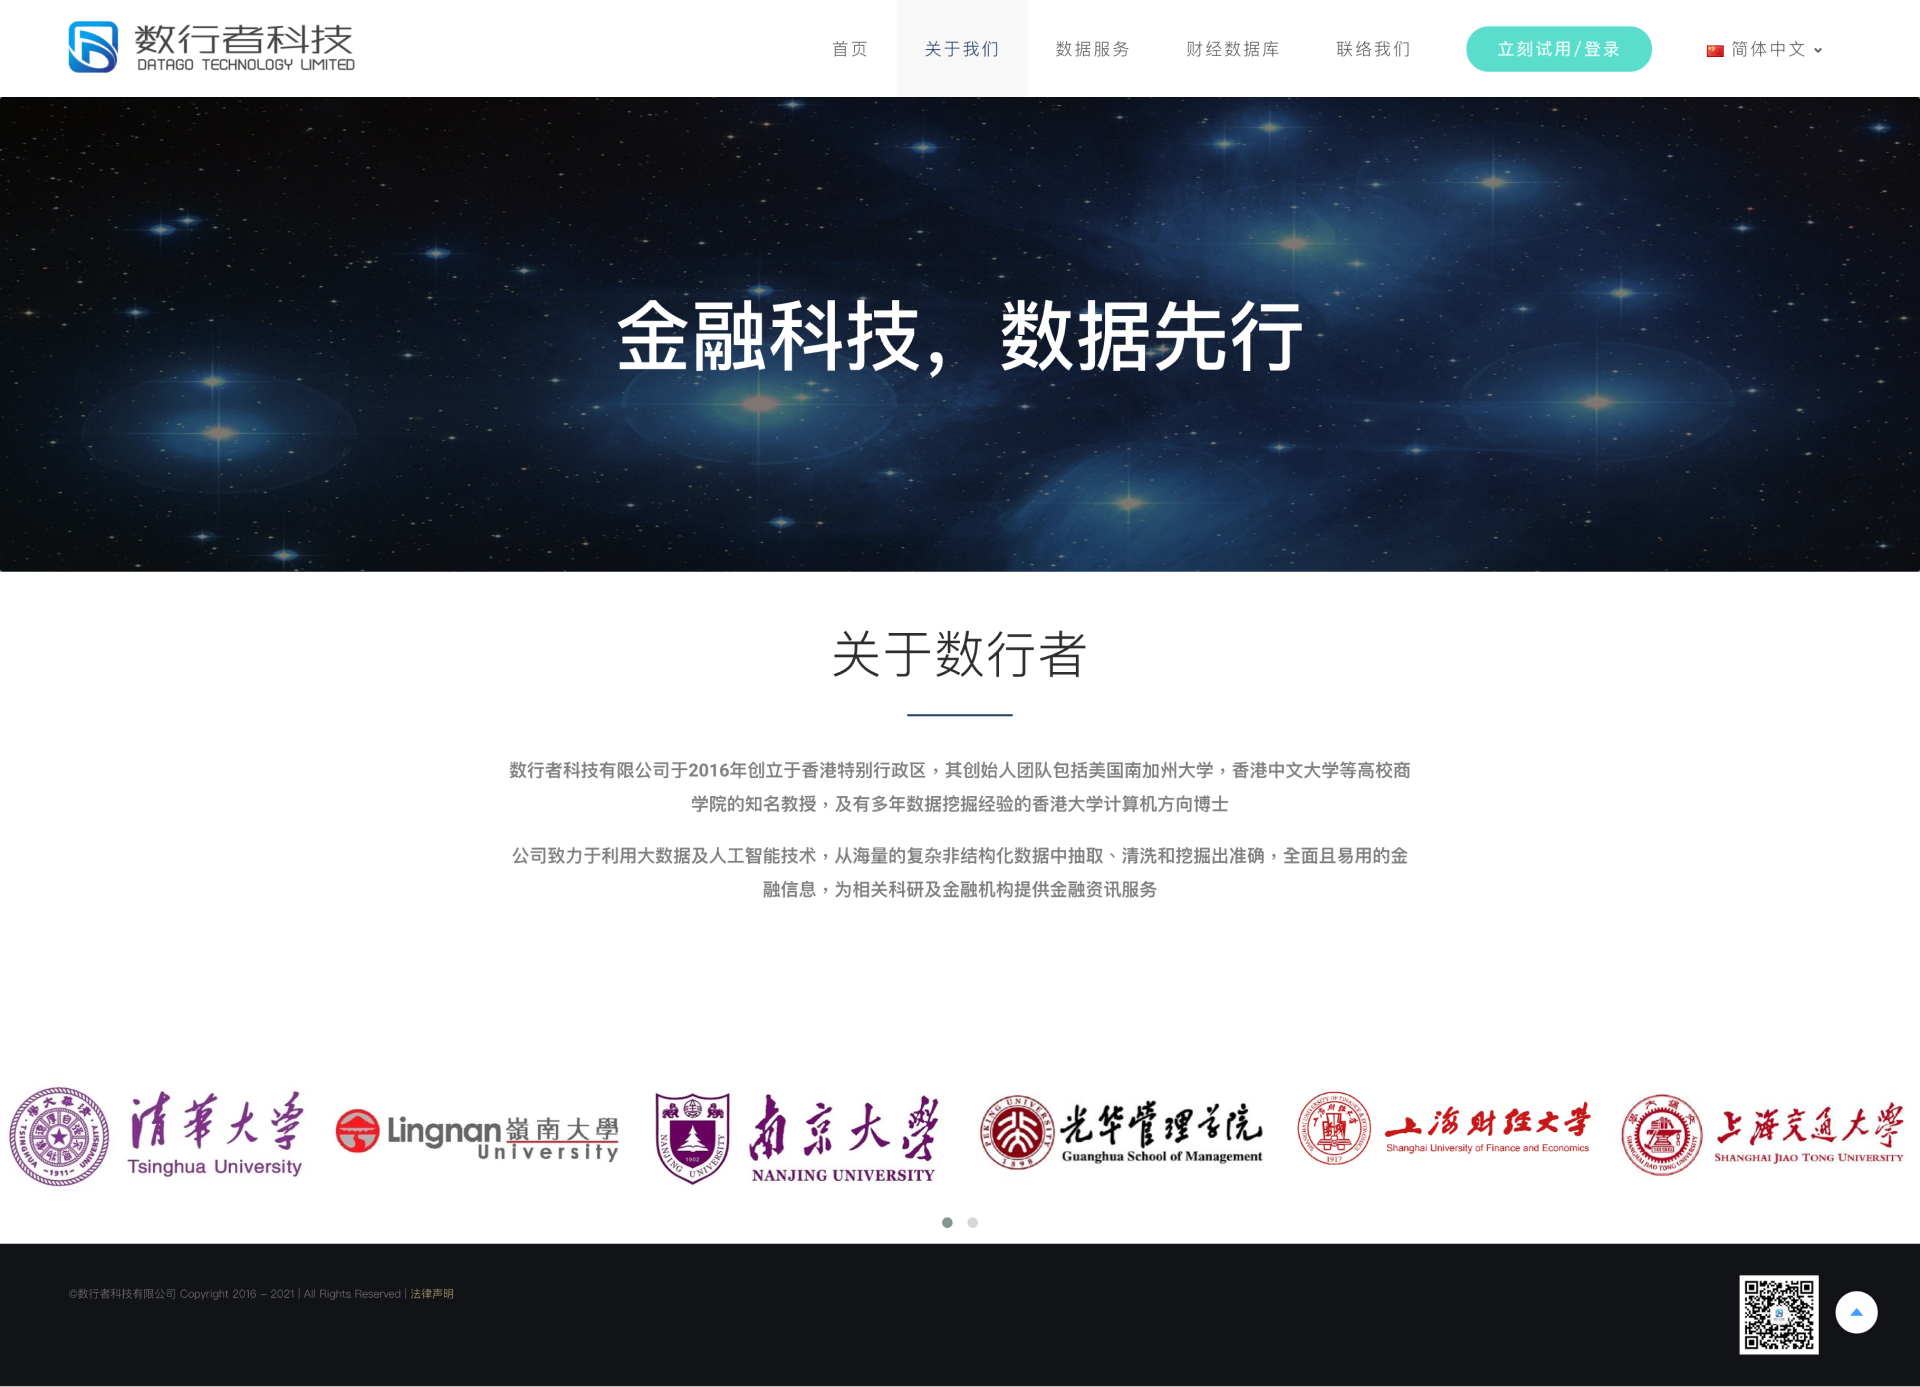 数行者科技
DATAGO TECHNOLOGY LIMITED
首页
关于我们
数据服务
财经数据库
联络我们
立刻试用/登录
简体中文
金融科技，数据先行
关于数行者
数行者科技有限公司于2016年创立于香港特别行政区，其创始人团队包括美国南加州大学，香港中文大学等高校商
学院的知名教授，及有多年数据挖掘经验的香港大学计算机方向博士
公司致力于利用大数据及人工智能技术，从海量的复杂非结构化数据中抽取、清洗和挖掘出准确，全面且易用的金
融信息，为相关科研及金融机构提供金融资讯服务
清華大学
Tsinghua University
Lingnan 嶺南大學
University
南京大學
NANJING UNIVERSITY
NANJING UNIVERSITY
1902
PEKING UNIVERSITY
1898
光华管理学院
Guanghua School of Management
1917
上海财经大学
Shanghai University of Finance and Economics
上海交通大學
SHANGHAI JIAO TONG UNIVERSITY
©数行者科技有限公司 Copyright 2016 – 2021 | All Rights Reserved | 法律声明